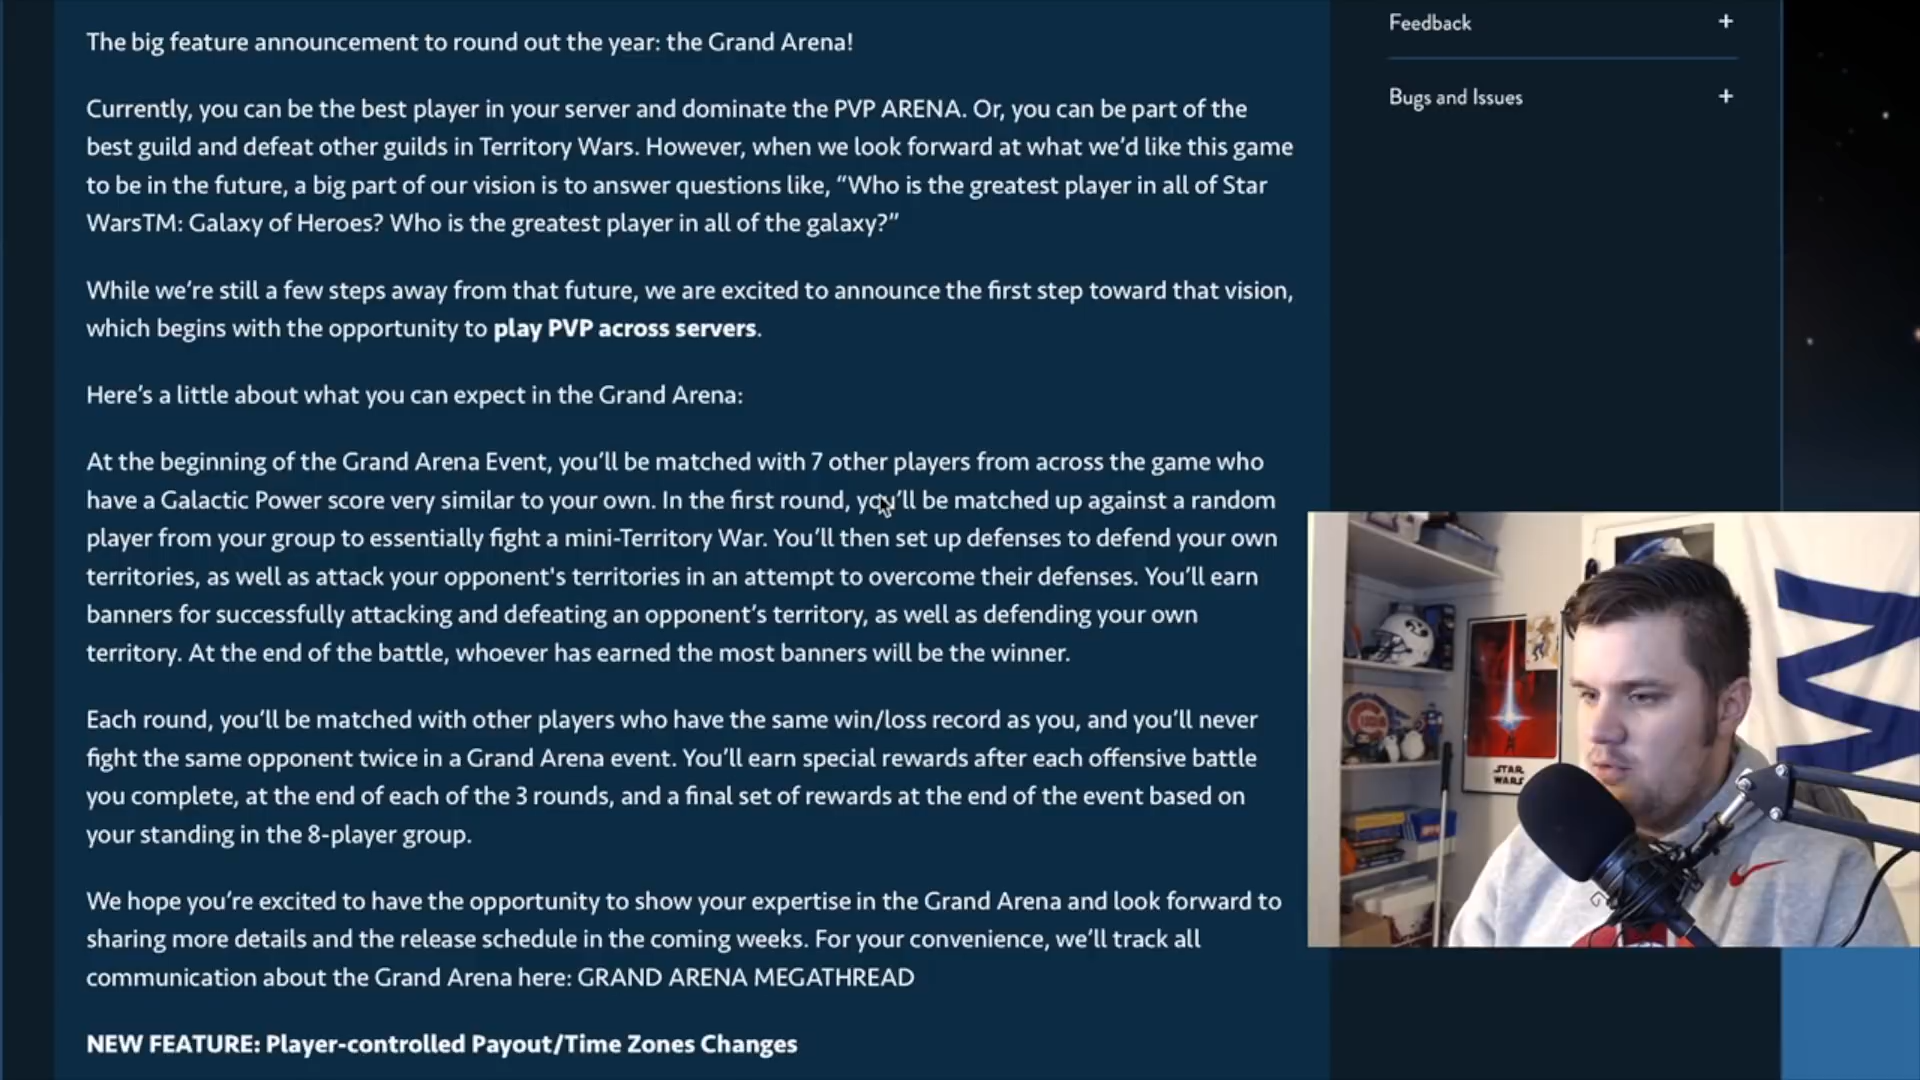 The big feature announcement to round out the year: the Grand Arena!
Currently, you can be the best player in your server and dominate the PVP ARENA. Or, you can be part of the
best guild and defeat other guilds in Territory Wars. However, when we look forward at what we’d like this game
to be in the future, a big part of our vision is to answer questions like, “Who is the greatest player in all of Star
WarsTM: Galaxy of Heroes? Who is the greatest player in all of the galaxy?”
While we’re still a few steps away from that future, we are excited to announce the first step toward that vision,
which begins with the opportunity to play PVP across servers.
Here’s a little about what you can expect in the Grand Arena:
At the beginning of the Grand Arena Event, you’ll be matched with 7 other players from across the game who
have a Galactic Power score very similar to your own. In the first round, you’ll be matched up against a random
player from your group to essentially fight a mini-Territory War. You’ll then set up defenses to defend your own
territories, as well as attack your opponent's territories in an attempt to overcome their defenses. You’ll earn
banners for successfully attacking and defeating an opponent’s territory, as well as defending your own
territory. At the end of the battle, whoever has earned the most banners will be the winner.
Each round, you’ll be matched with other players who have the same win/loss record as you, and you’ll never
fight the same opponent twice in a Grand Arena event. You’ll earn special rewards after each offensive battle
you complete, at the end of each of the 3 rounds, and a final set of rewards at the end of the event based on
your standing in the 8-player group.
We hope you’re excited to have the opportunity to show your expertise in the Grand Arena and look forward to
sharing more details and the release schedule in the coming weeks. For your convenience, we’ll track all
communication about the Grand Arena here: GRAND ARENA MEGATHREAD
NEW FEATURE: Player-controlled Payout/Time Zones Changes
Feedback +
Bugs and Issues +
STAR
WARS
CUBS
W